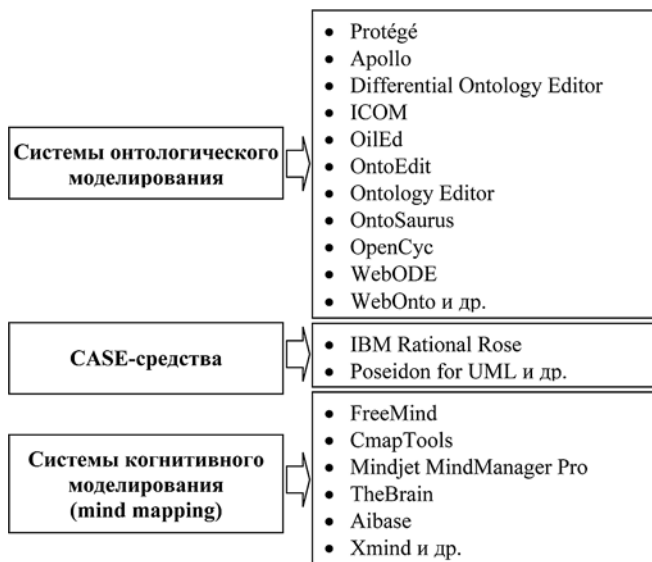 Системы онтологического
моделирования
• Protégé
• Apollo
• Differential Ontology Editor
• ICOM
• OilEd
• OntoEdit
• Ontology Editor
• OntoSaurus
• OpenCyc
• WebODE
• WebOnto и др.
CASE-средства
• IBM Rational Rose
• Poseidon for UML и др.
Системы когнитивного
моделирования
(mind mapping)
• FreeMind
• CmapTools
• Mindjet MindManager Pro
• TheBrain
• Aibase
• Xmind и др.